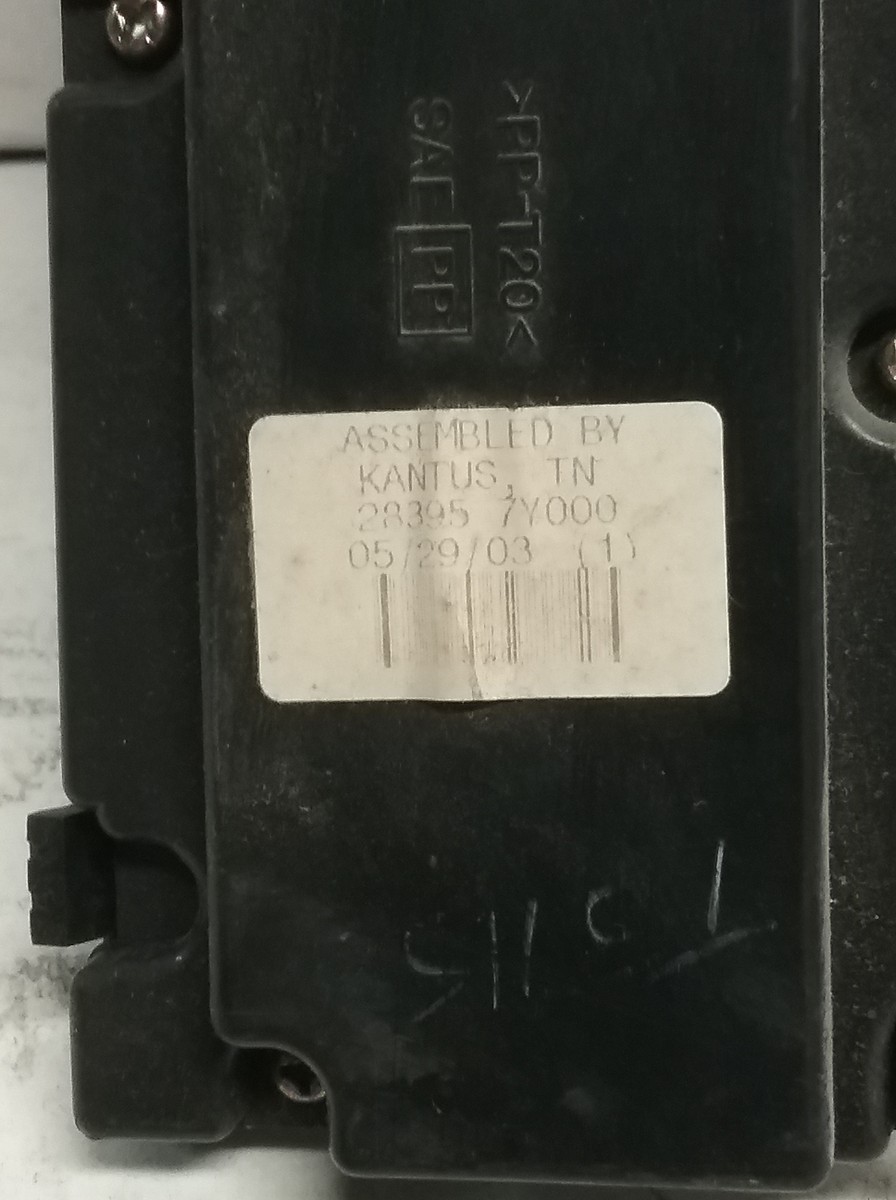 >PP-T20<
SAE PP
ASSEMBLED BY
KANTUS, TN
28395 7Y000
05/29/03 (1)